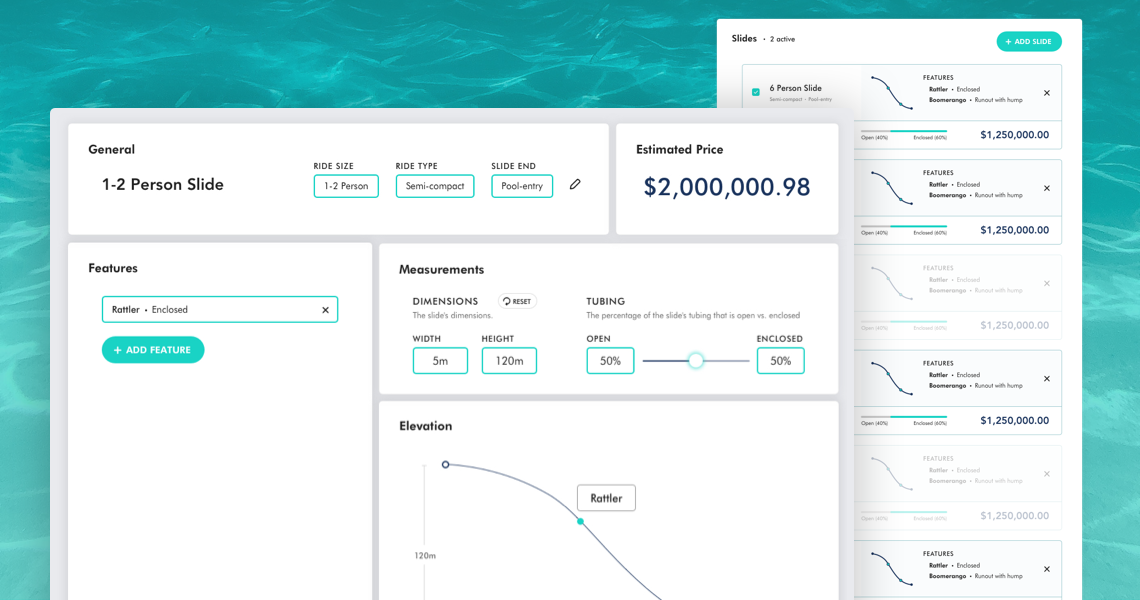 Slides • 2 active
+ ADD SLIDE
6 Person Slide
Semi-compact • Pool-entry
FEATURES
Rattler • Enclosed
Boomerango • Runout with hump
Open (40%) Enclosed (60%) $1,250,000.00
FEATURES
Rattler • Enclosed
Boomerango • Runout with hump
Open (40%) Enclosed (60%) $1,250,000.00
FEATURES
Rattler • Enclosed
Boomerango • Runout with hump
Open (40%) Enclosed (60%) $1,250,000.00
FEATURES
Rattler • Enclosed
Boomerango • Runout with hump
Open (40%) Enclosed (60%) $1,250,000.00
FEATURES
Rattler • Enclosed
Boomerango • Runout with hump
Open (40%) Enclosed (60%) $1,250,000.00
FEATURES
Rattler • Enclosed
Boomerango • Runout with hump
General
1-2 Person Slide
RIDE SIZE RIDE TYPE SLIDE END
1-2 Person Semi-compact Pool-entry
Estimated Price
$2,000,000.98
Features
Rattler • Enclosed
+ ADD FEATURE
Measurements
DIMENSIONS RESET
The slide's dimensions.
WIDTH HEIGHT
5m 120m
TUBING
The percentage of the slide's tubing that is open vs. enclosed
OPEN ENCLOSED
50% 50%
Elevation
Rattler
120m